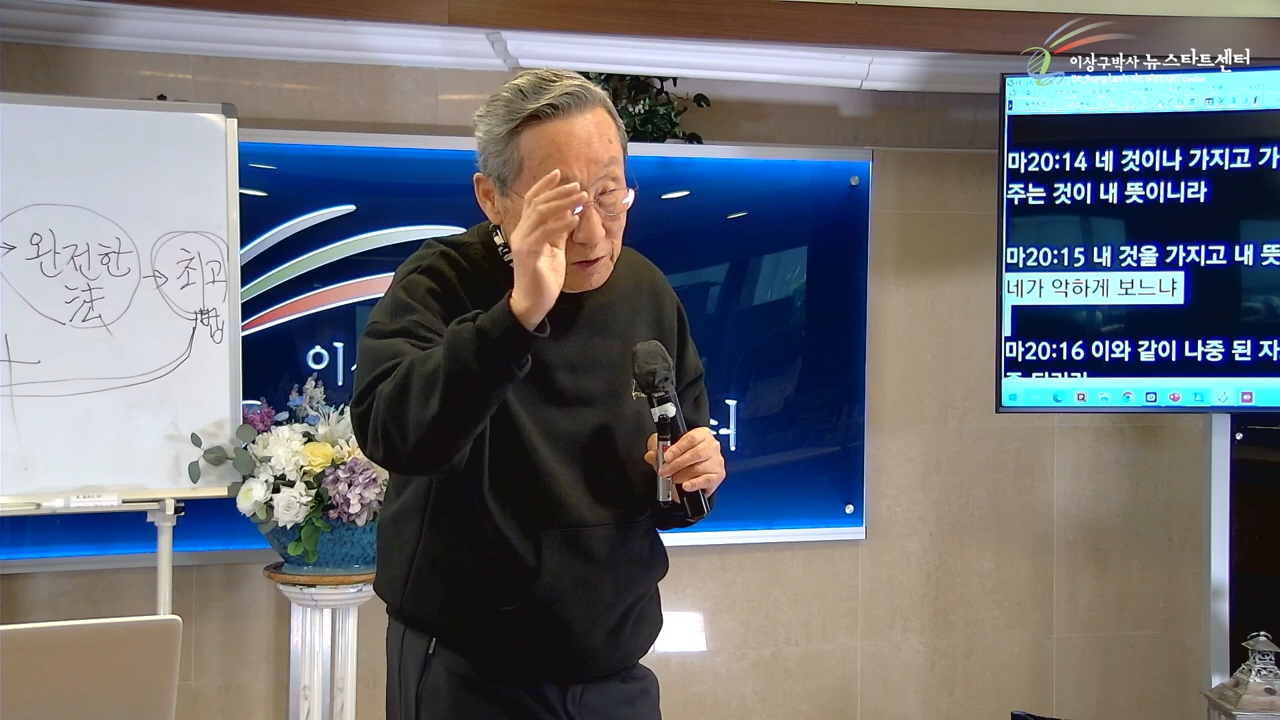 이상구박사 뉴스타트센터
마20:14 네 것이나 가지고 가
주는 것이 내 뜻이니라
마20:15 내 것을 가지고 내 뜻
네가 악하게 보느냐
마20:16 이와 같이 나중 된 자
완전한
法
최고
법
이
터